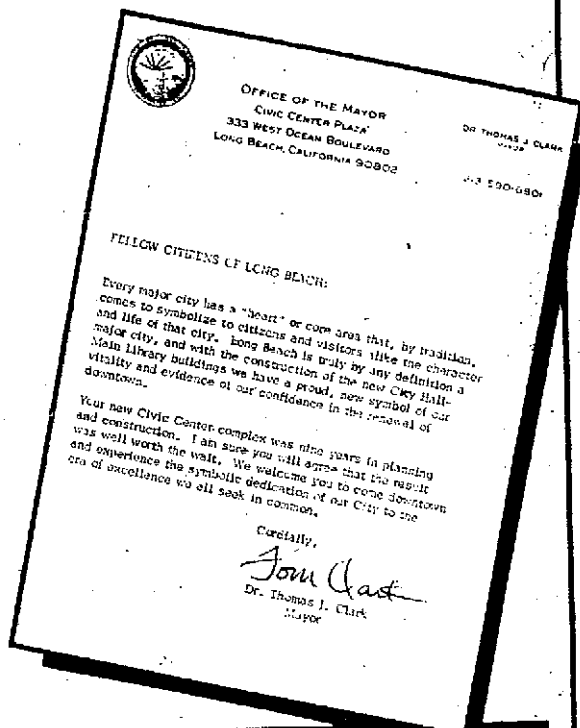 OFFICE OF THE MAYOR
CIVIC CENTER PLAZA
333 WEST OCEAN BOULEVARD
LONG BEACH, CALIFORNIA 90802
DR. THOMAS J. CLARK
MAYOR
FELLOW CITIZENS OF LONG BEACH:
Every major city has a "heart" or core area that, by tradition,
comes to symbolize to citizens and visitors alike the character
and life of that city. Long Beach is truly by any definition a
major city, and with the construction of the new City Hall-
Main Library buildings we have a proud, new symbol of our
vitality and evidence of our confidence in the renewal of
downtown.
Your new Civic Center complex was nine years in planning
and construction. I am sure you will agree that the result
was well worth the wait. We welcome you to come downtown
and experience the symbolic dedication of our City to the
era of excellence we all seek in common.
Cordially,
Tom Clark
Dr. Thomas J. Clark
Mayor